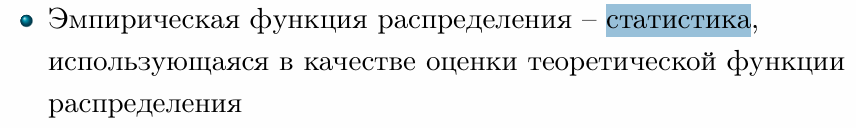 Эмпирическая функция распределения – статистика,
использующаяся в качестве оценки теоретической функции
распределения